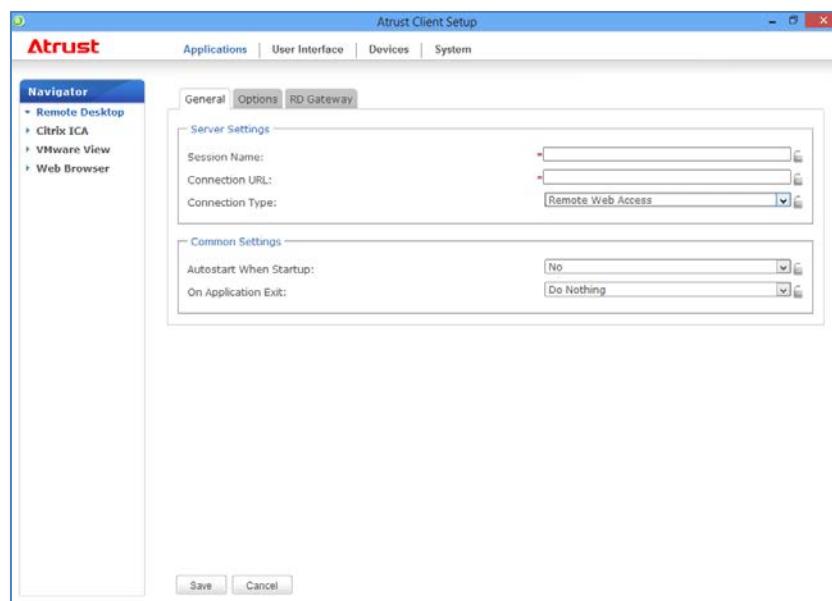 Atrust Client Setup
Atrust
Applications | User Interface | Devices | System
Navigator
Remote Desktop
Citrix ICA
VMware View
Web Browser
General Options RD Gateway
Server Settings
Session Name: *
Connection URL: *
Connection Type: Remote Web Access
Common Settings
Autostart When Startup: No
On Application Exit: Do Nothing
Save Cancel